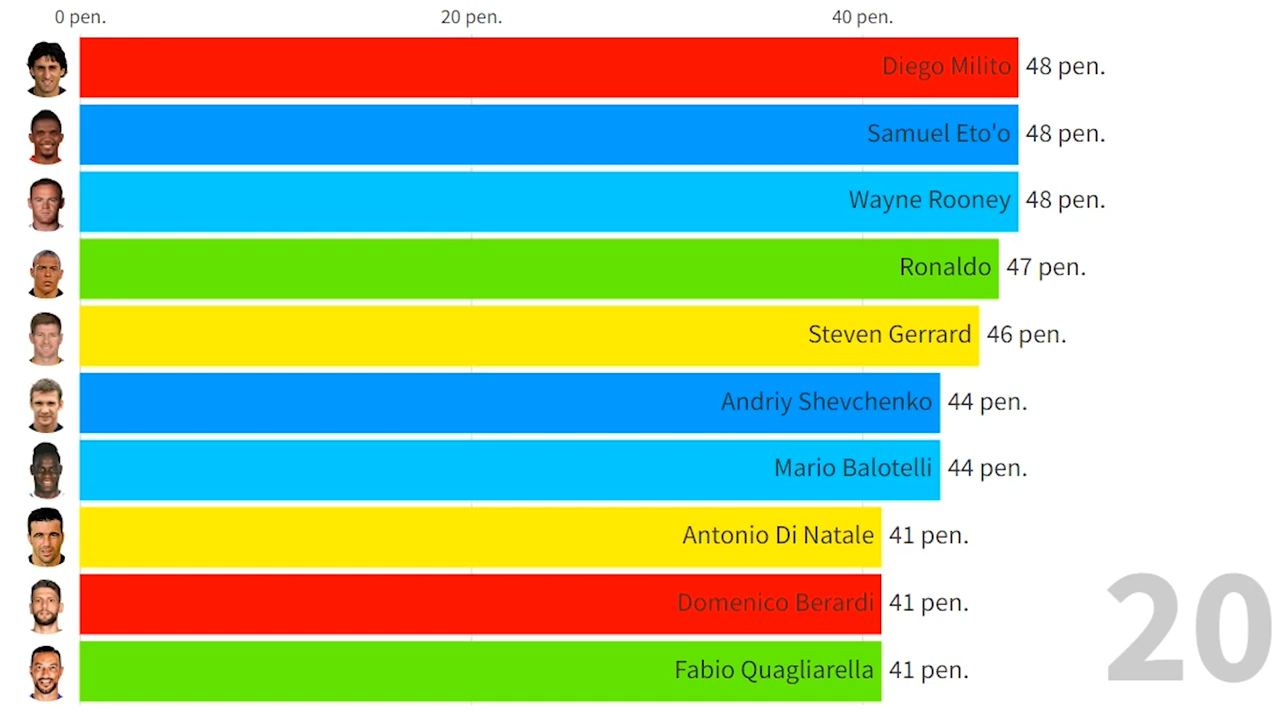 0 pen. 20 pen. 40 pen.
Diego Milito 48 pen.
Samuel Eto'o 48 pen.
Wayne Rooney 48 pen.
Ronaldo 47 pen.
Steven Gerrard 46 pen.
Andriy Shevchenko 44 pen.
Mario Balotelli 44 pen.
Antonio Di Natale 41 pen.
Domenico Berardi 41 pen.
Fabio Quagliarella 41 pen.
20